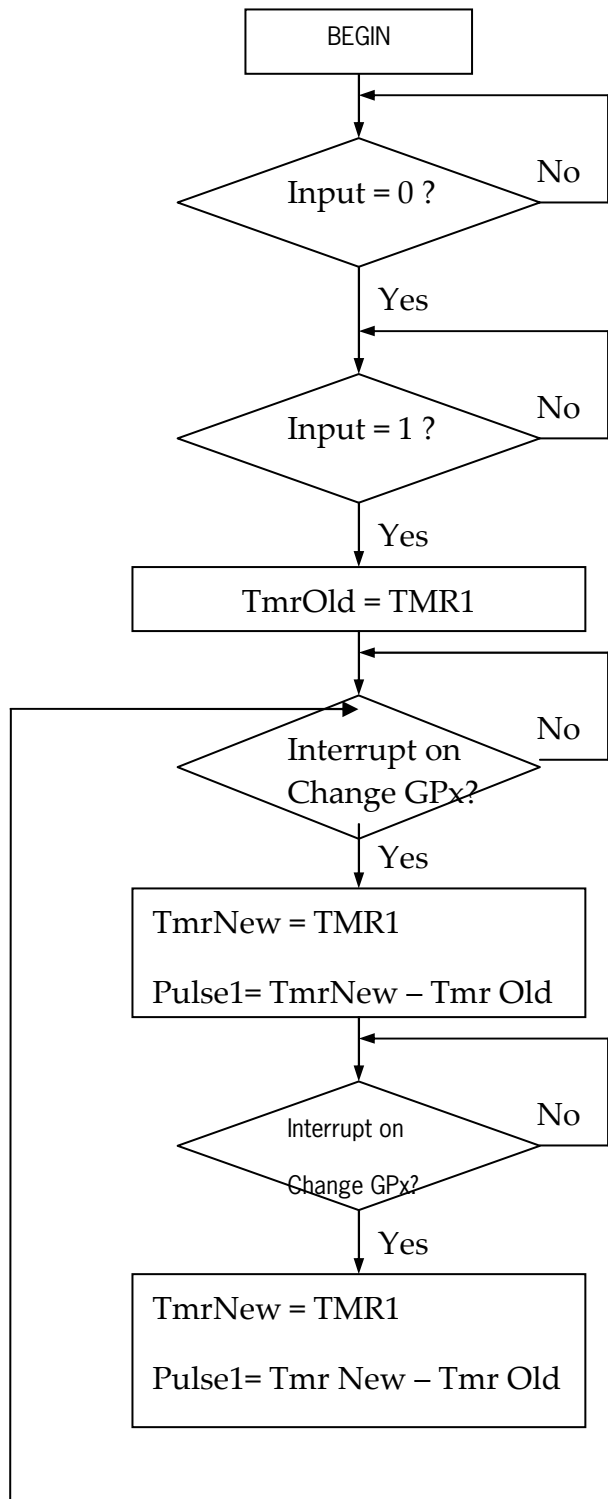 BEGIN
Input = 0 ?
No
Yes
Input = 1 ?
No
Yes
TmrOld = TMR1
No
Interrupt on
Change GPx?
Yes
TmrNew = TMR1
Pulse1= TmrNew – Tmr Old
No
Interrupt on
Change GPx?
Yes
TmrNew = TMR1
Pulse1= Tmr New – Tmr Old